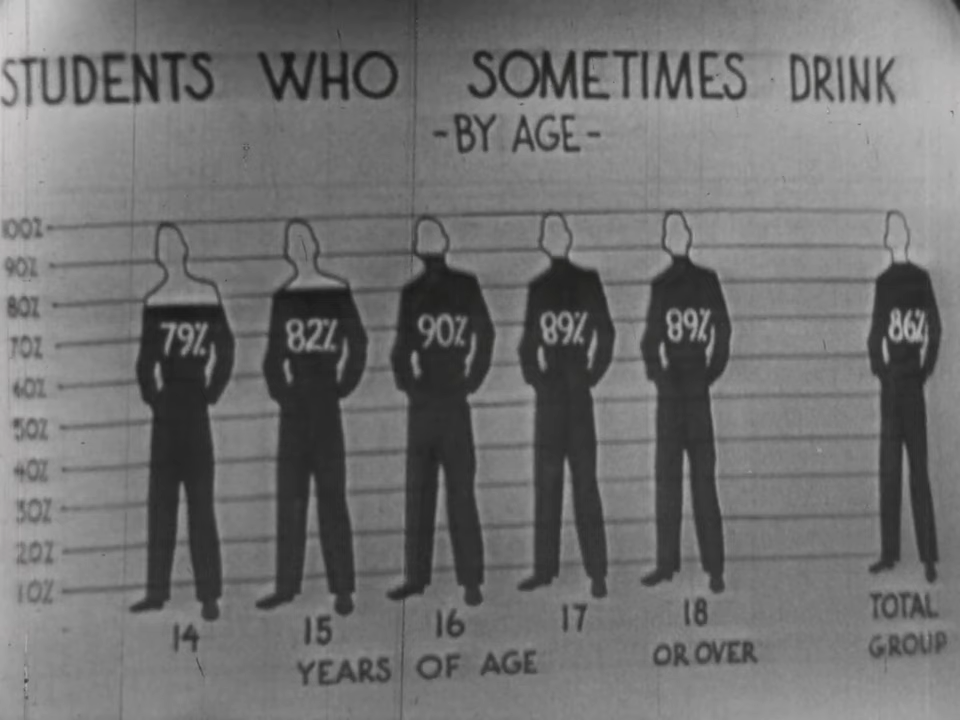 STUDENTS WHO SOMETIMES DRINK
-BY AGE-
100%
90%
80%
70%
60%
50%
40%
30%
20%
10%
79% 82% 90% 89% 89% 86%
14 15 16 17 18 TOTAL
OR OVER GROUP
YEARS OF AGE